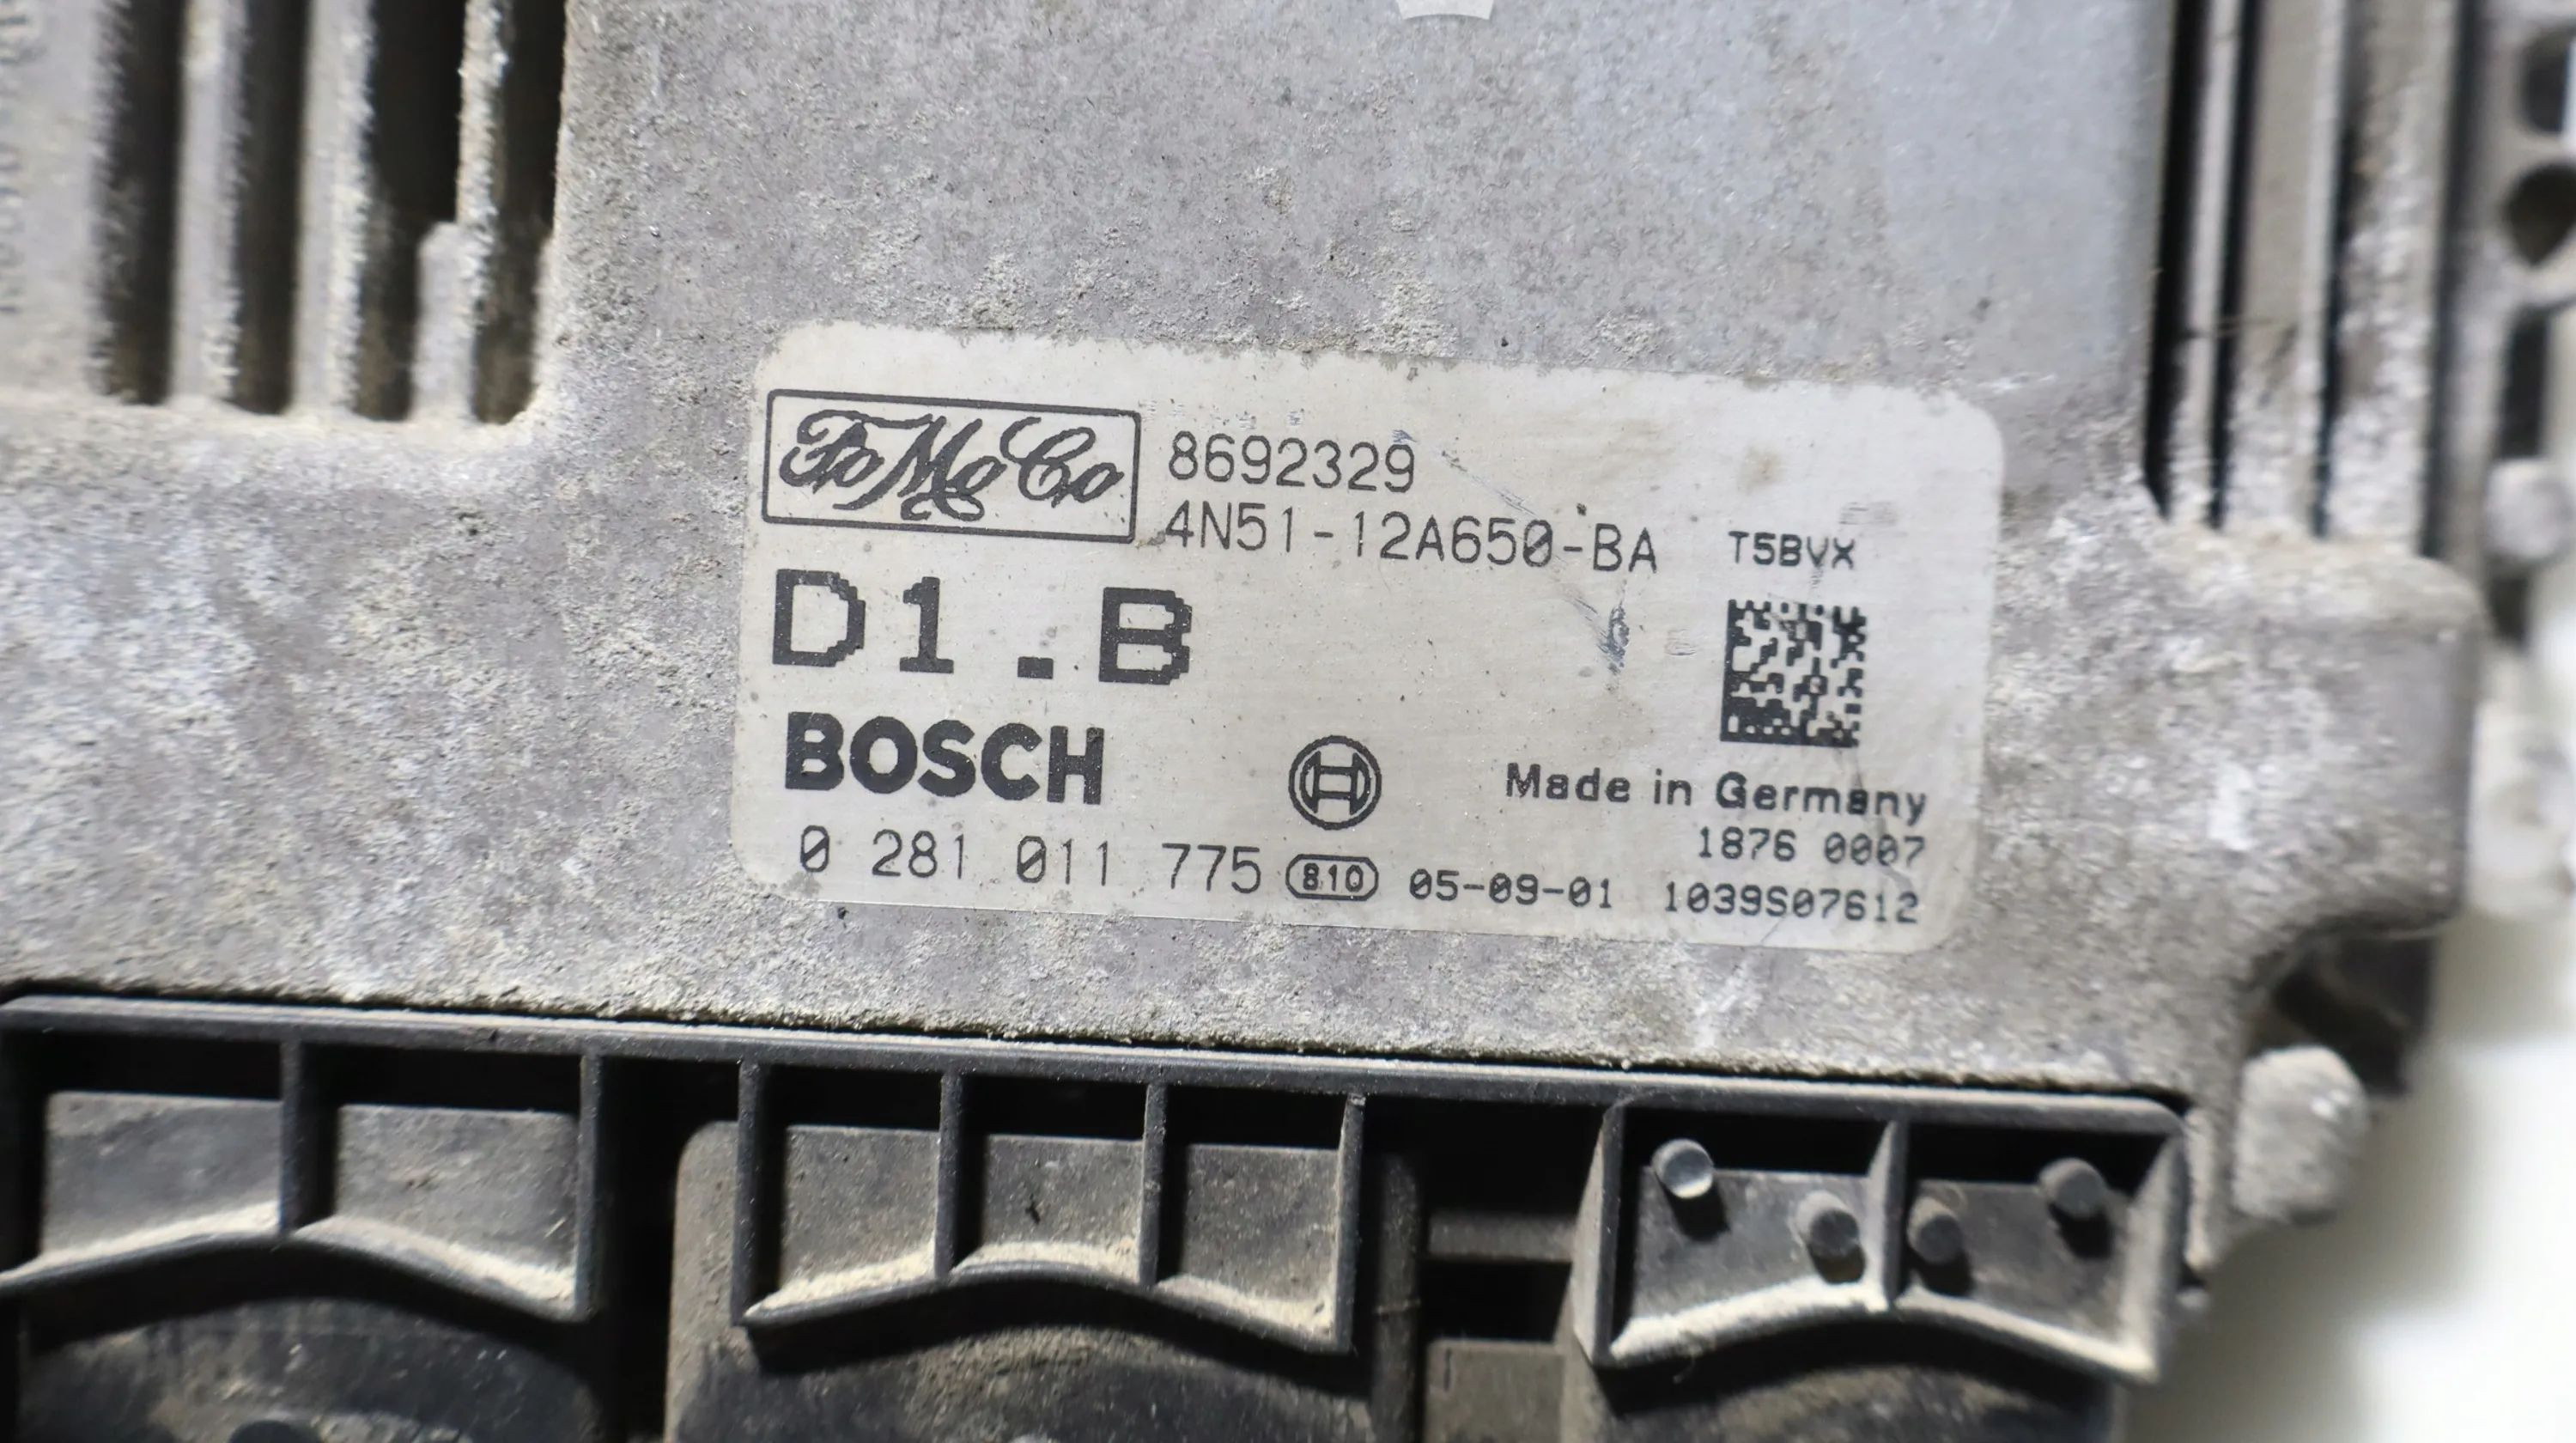 FoMoCo
8692329
4N51-12A650-BA
T5BVX
D1.B
BOSCH
Made in Germany
1876 0007
0 281 011 775
810
05-09-01
1039S07612